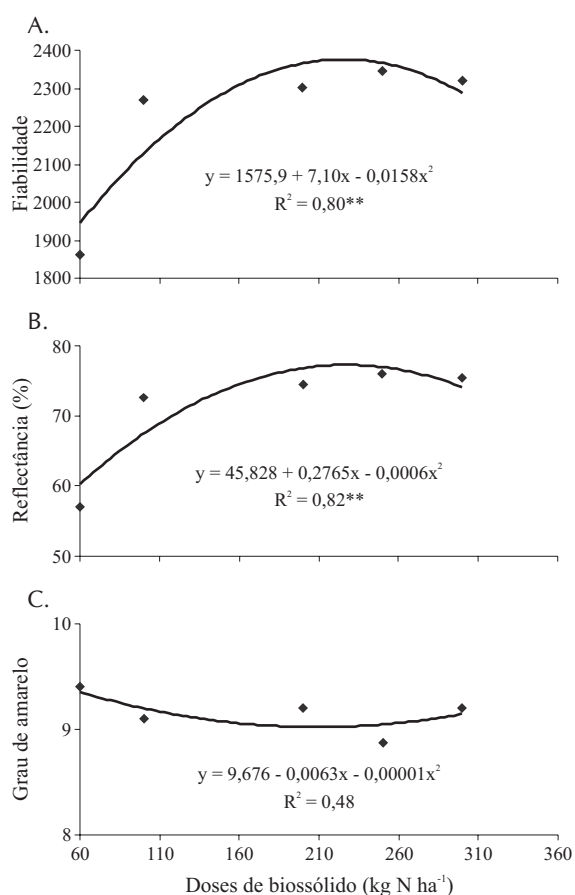 A.
2400
2300
2200
2100
2000
1900
1800
Fiabilidade
y = 1575,9 + 7,10x - 0,0158x²
R² = 0,80**
B.
80
70
60
50
Reflectância (%)
y = 45,828 + 0,2765x - 0,0006x²
R² = 0,82**
C.
10
9
8
Grau de amarelo
y = 9,676 - 0,0063x - 0,00001x²
R² = 0,48
60 110 160 210 260 310 360
Doses de biossólido (kg N ha⁻¹)